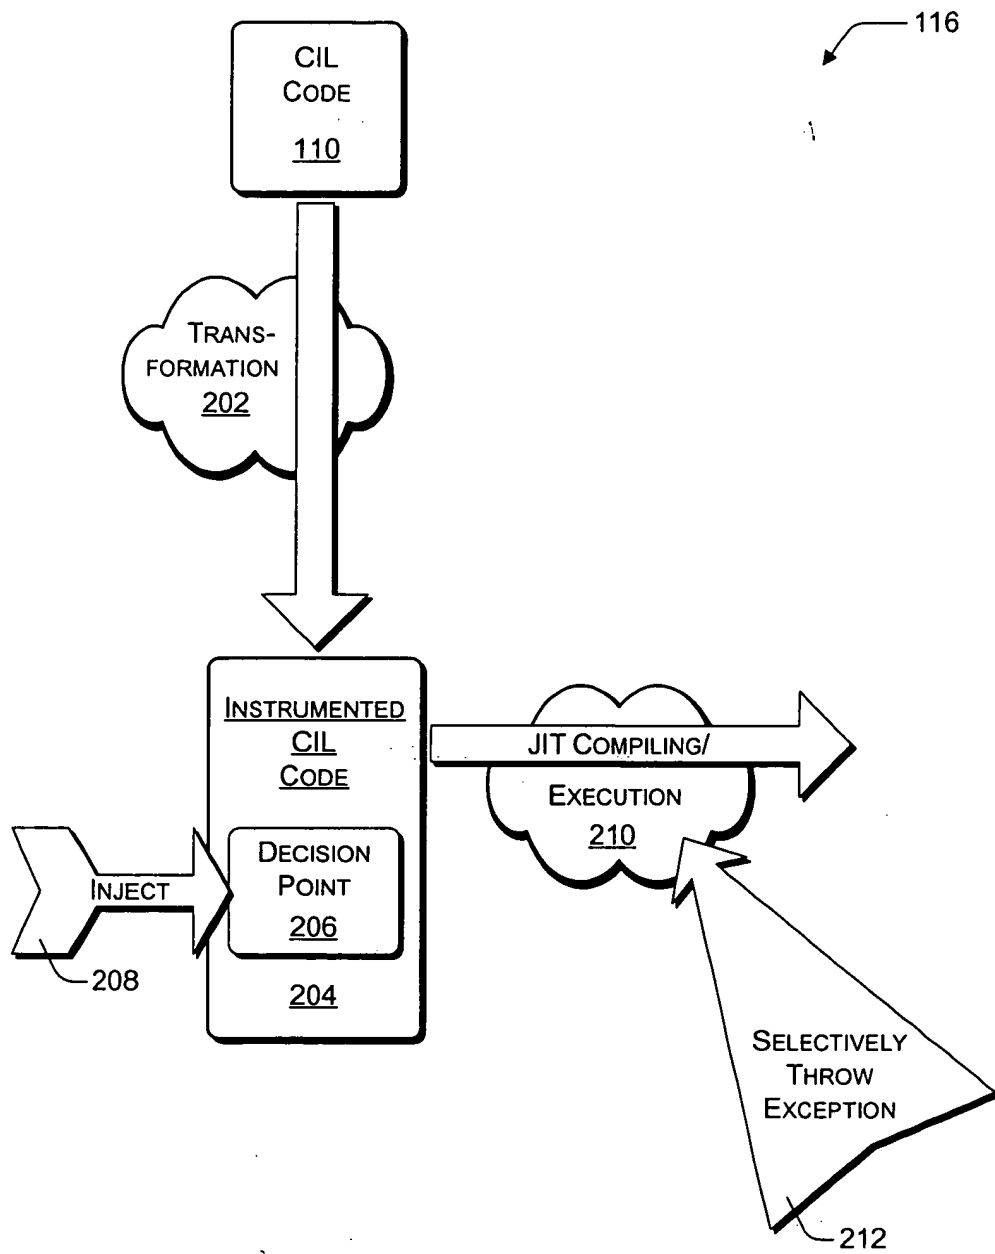 116
CIL
CODE
110
TRANS-
FORMATION
202
INSTRUMENTED
CIL
CODE
JIT COMPILING/
EXECUTION
210
DECISION
POINT
206
INJECT
208
204
SELECTIVELY
THROW
EXCEPTION
212